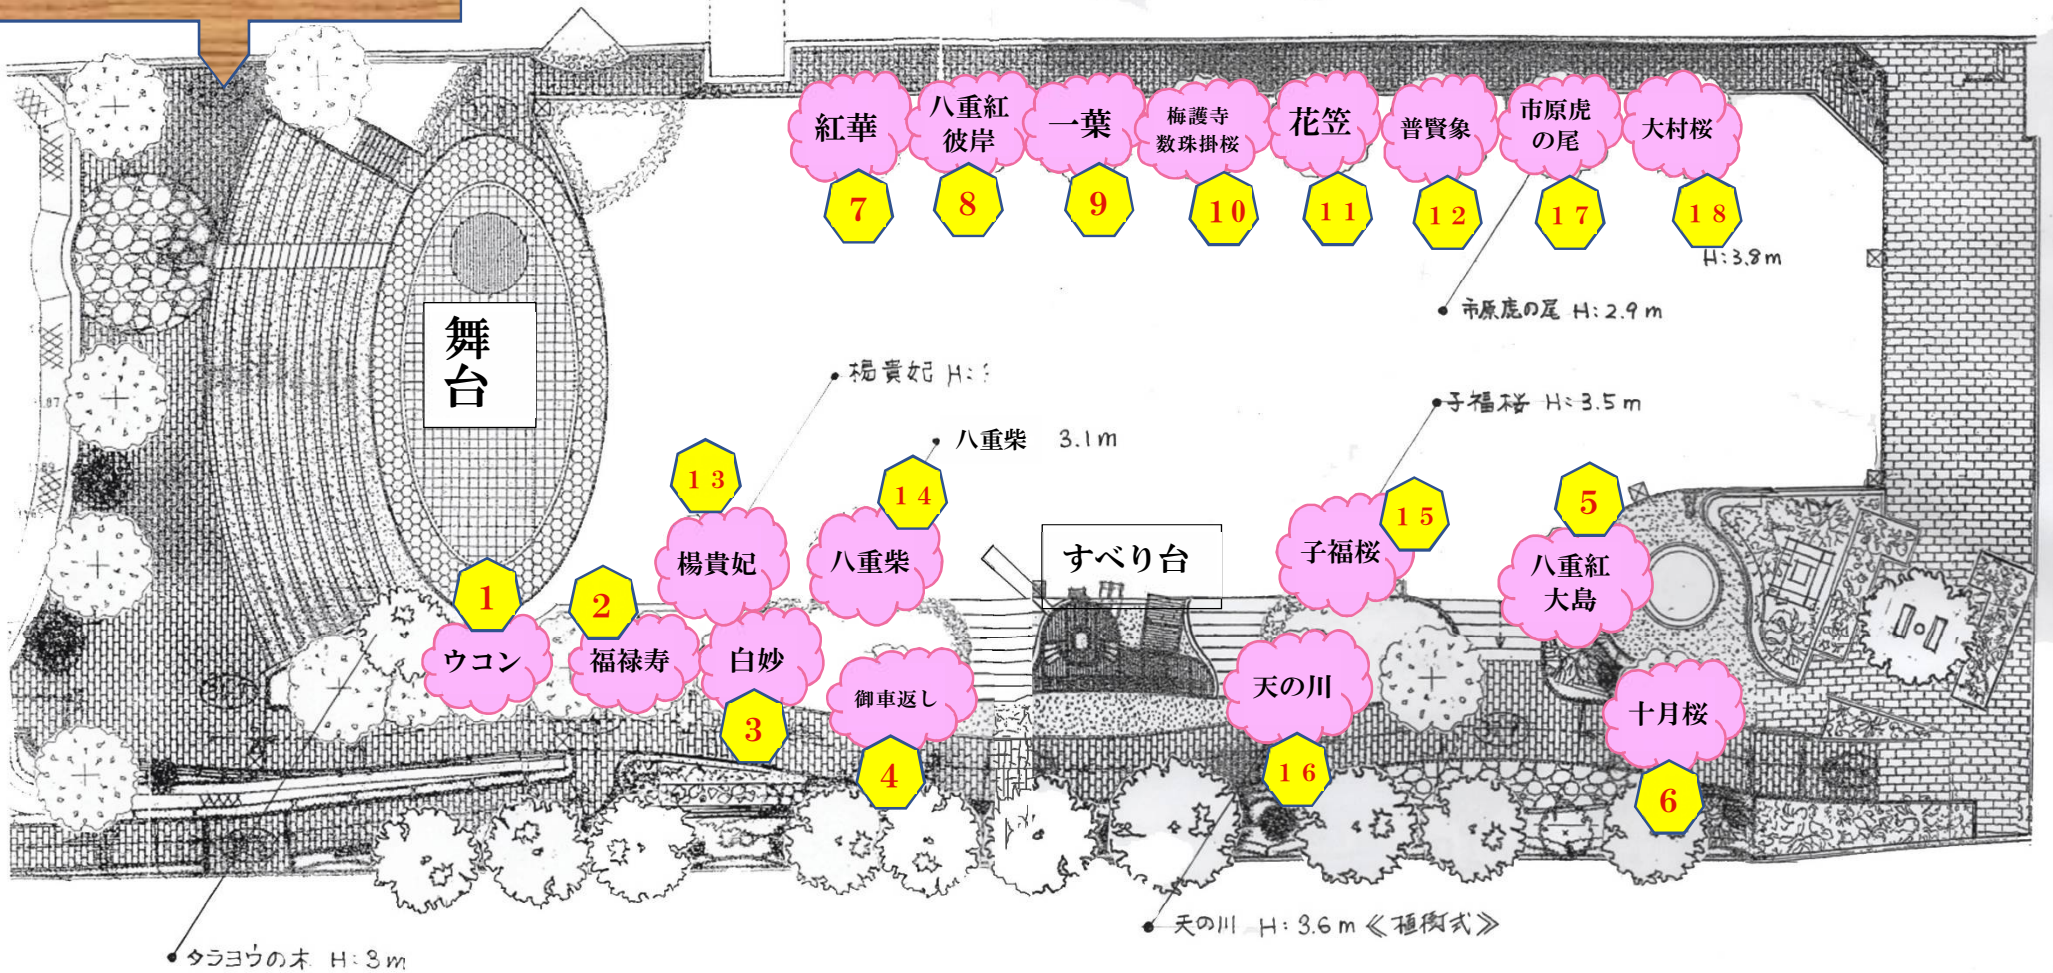 紅華
八重紅
彼岸
一葉
梅護寺
数珠掛桜
花笠
普賢象
市原虎
の尾
大村桜
7
8
9
10
11
12
17
18
H:3.8m
市原虎の尾 H:2.9m
舞台
楊貴妃 H:
子福桜 H:3.5m
八重柴 3.1m
13
14
15
5
楊貴妃
八重柴
すべり台
子福桜
八重紅
大島
1
2
ウコン
福禄寿
白妙
御車返し
天の川
十月桜
3
4
16
6
天の川 H:3.6m ≪植樹式≫
タラヨウの木 H:3m